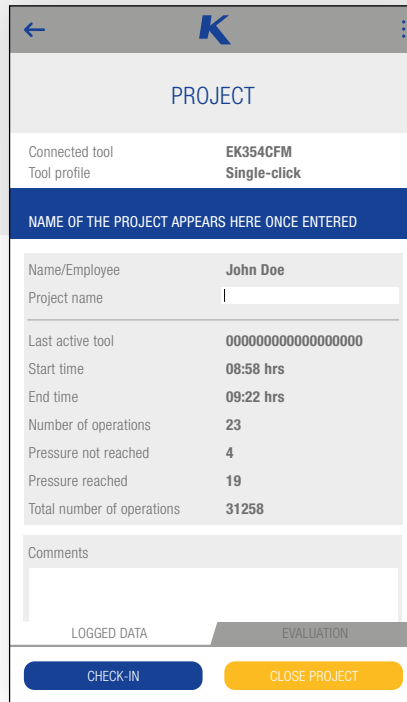 K
PROJECT
Connected tool EK354CFM
Tool profile Single-click
NAME OF THE PROJECT APPEARS HERE ONCE ENTERED
Name/Employee John Doe
Project name
Last active tool 000000000000000000
Start time 08:58 hrs
End time 09:22 hrs
Number of operations 23
Pressure not reached 4
Pressure reached 19
Total number of operations 31258
Comments
LOGGED DATA EVALUATION
CHECK-IN CLOSE PROJECT